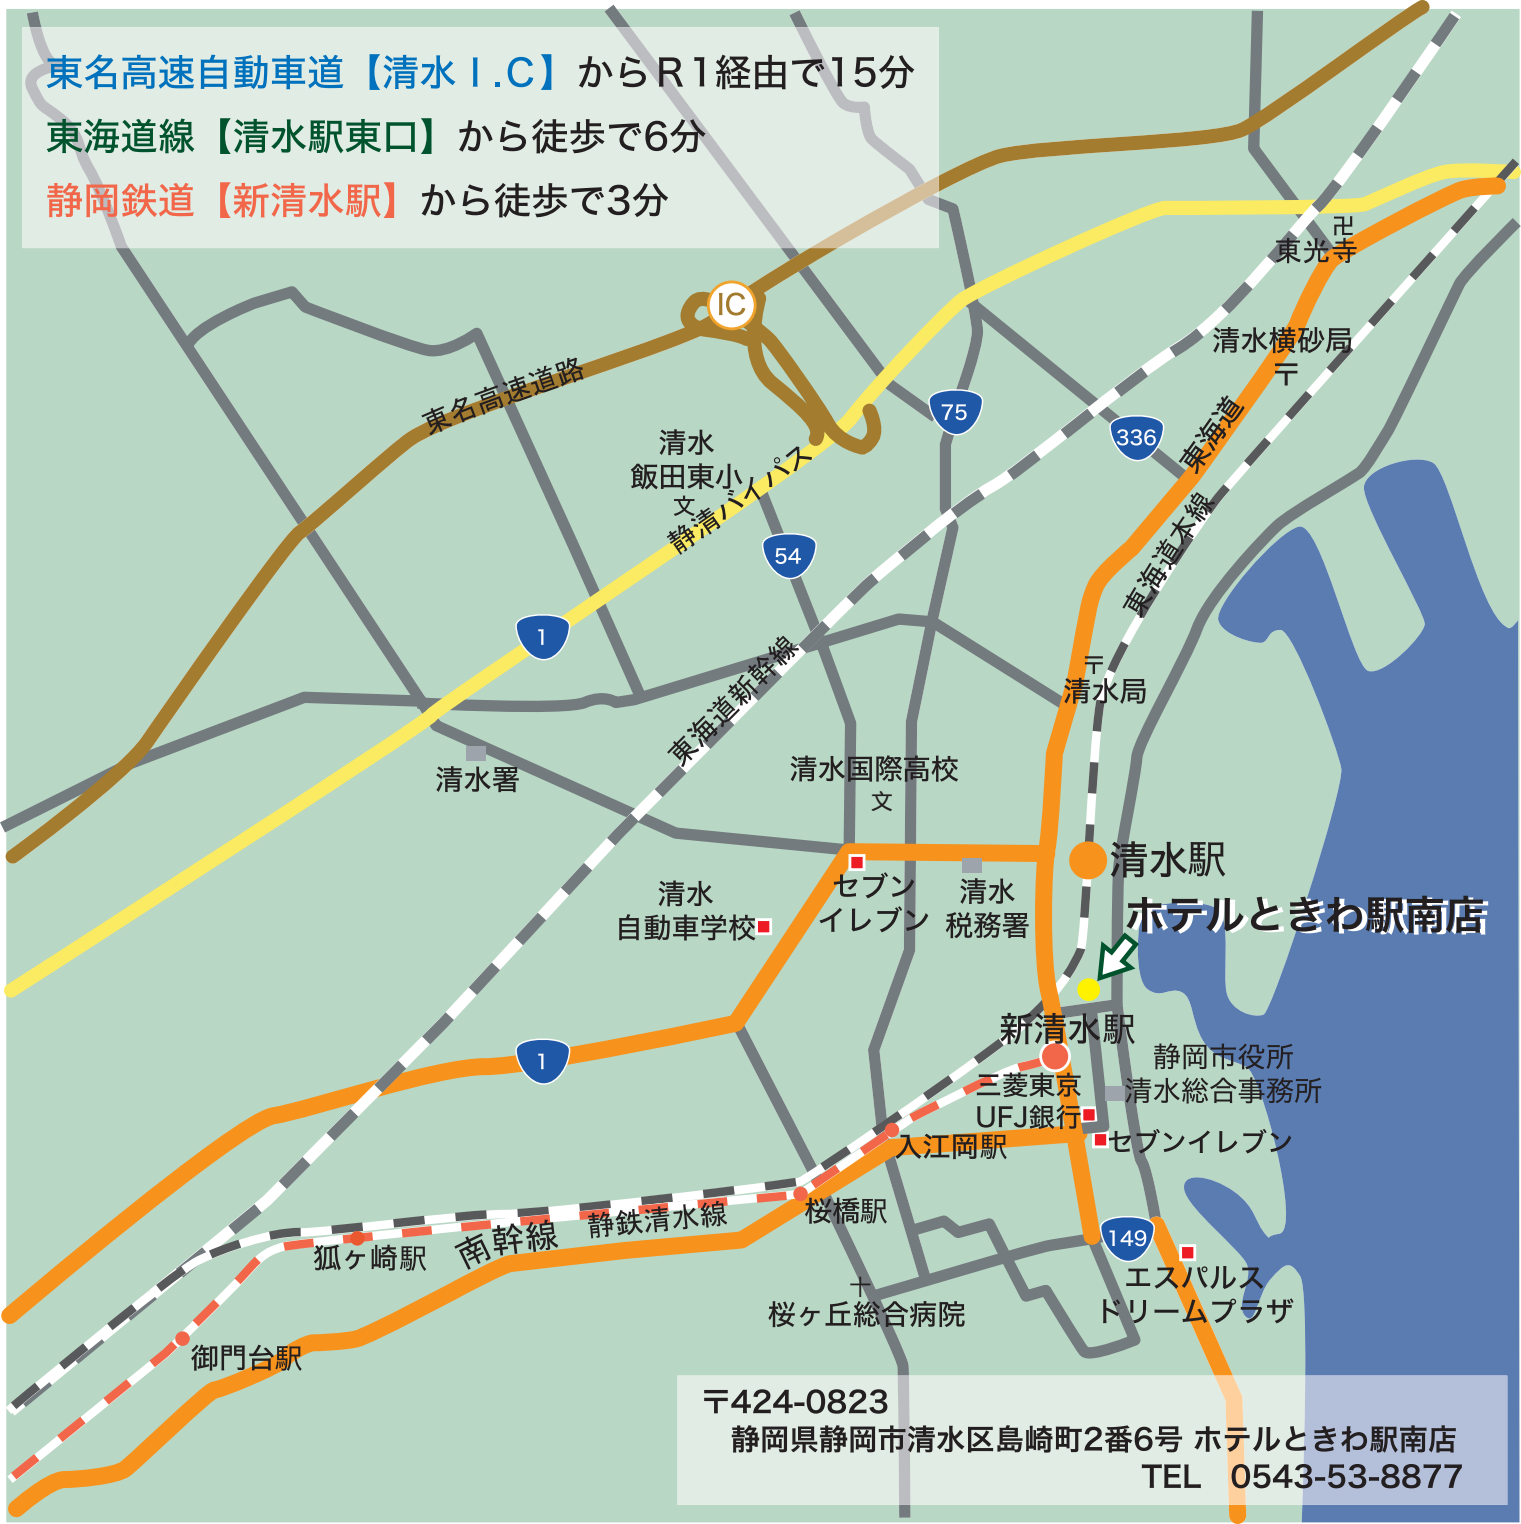 東名高速自動車道【清水I.C】からR1経由で15分
東海道線【清水駅東口】から徒歩で6分
静岡鉄道【新清水駅】から徒歩で3分
卍
東光寺
IC
清水横砂局
〒
東名高速道路
75
336
東海道
清水
飯田東小
文
静清バイパス
東海道本線
54
1
東海道新幹線
〒
清水局
清水署
清水国際高校
文
清水駅
セブン
イレブン
清水
税務署
清水
自動車学校
ホテルときわ駅南店
新清水駅
1
静岡市役所
清水総合事務所
三菱東京
UFJ銀行
セブンイレブン
入江岡駅
桜橋駅
静鉄清水線
南幹線
狐ヶ崎駅
149
エスパルス
ドリームプラザ
桜ヶ丘総合病院
御門台駅
〒424-0823
静岡県静岡市清水区島崎町2番6号 ホテルときわ駅南店
TEL 0543-53-8877